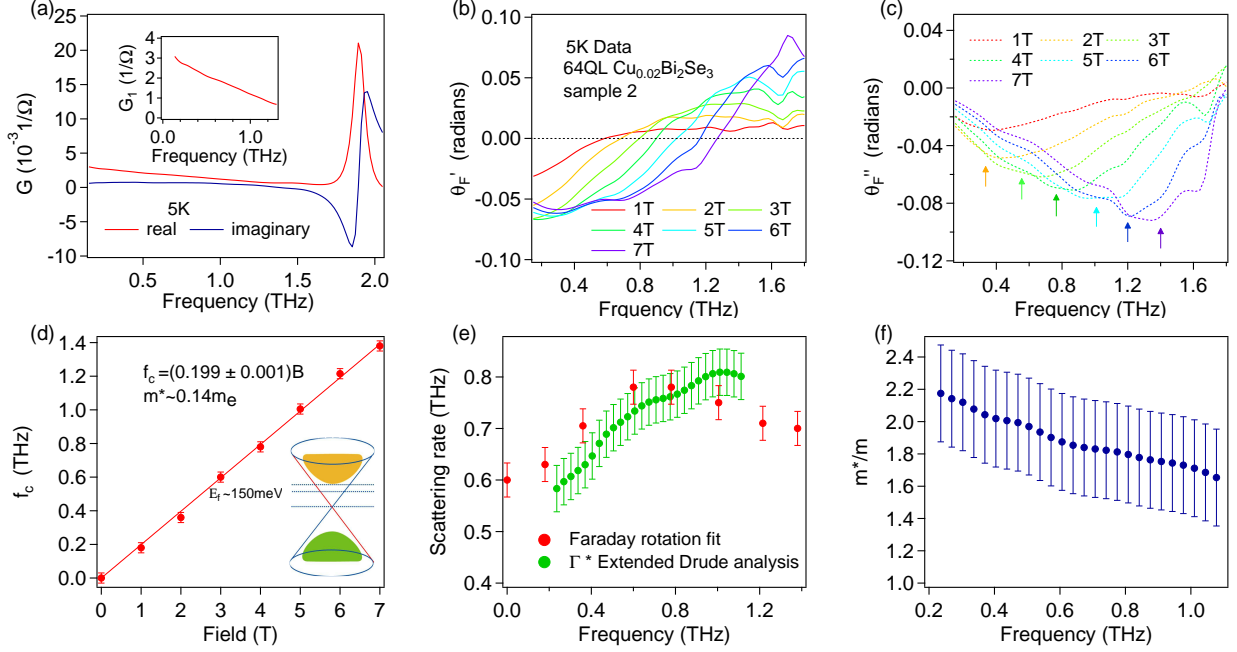 (a)
25
20
15
10
5
0
-5
-10
G (10⁻³ 1/Ω)
4
3
2
1
0
G₁ (1/Ω)
0.0 0.5 1.0
Frequency (THz)
5K
real imaginary
0.5 1.0 1.5 2.0
Frequency (THz)
(b)
5K Data
64QL Cu₀.₀₂Bi₂Se₃
sample 2
0.10
0.05
0.00
-0.05
-0.10
θF' (radians)
1T 2T 3T
4T 5T 6T
7T
0.4 0.8 1.2 1.6
Frequency (THz)
(c)
1T 2T 3T
4T 5T 6T
7T
0.04
0.00
-0.04
-0.08
-0.12
θF'' (radians)
0.4 0.8 1.2 1.6
Frequency (THz)
(d)
fc =(0.199 ± 0.001)B
m*~0.14me
1.4
1.2
1.0
0.8
0.6
0.4
0.2
0.0
fc (THz)
Ef~150meV
0 1 2 3 4 5 6 7
Field (T)
(e)
1.0
0.8
0.6
0.4
Scattering rate (THz)
Faraday rotation fit
Γ * Extended Drude analysis
0.0 0.4 0.8 1.2 1.6
Frequency (THz)
(f)
2.4
2.2
2.0
1.8
1.6
1.4
1.2
1.0
m*/m
0.2 0.4 0.6 0.8 1.0
Frequency (THz)